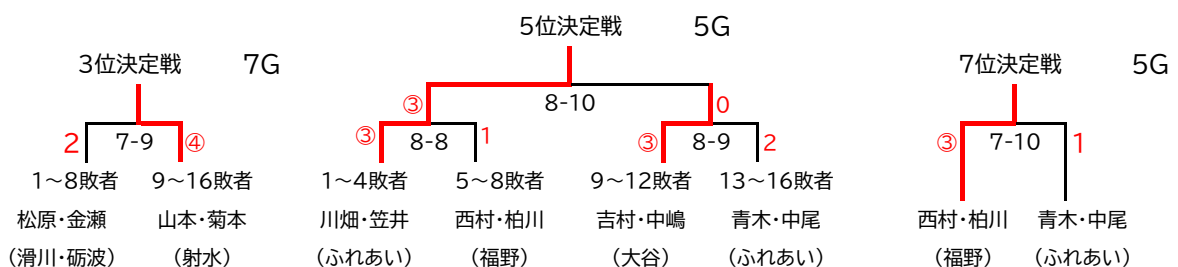 3位決定戦 7G
2 7-9 ④
1～8敗者 9～16敗者
松原・金瀬 山本・菊本
(滑川・砺波) (射水)
5位決定戦 5G
③ 8-10 0
③ 8-8 1 ③ 8-9 2
1～4敗者 5～8敗者 9～12敗者 13～16敗者
川畑・笠井 西村・柏川 吉村・中嶋 青木・中尾
(ふれあい) (福野) (大谷) (ふれあい)
7位決定戦 5G
③ 7-10 1
西村・柏川 青木・中尾
(福野) (ふれあい)